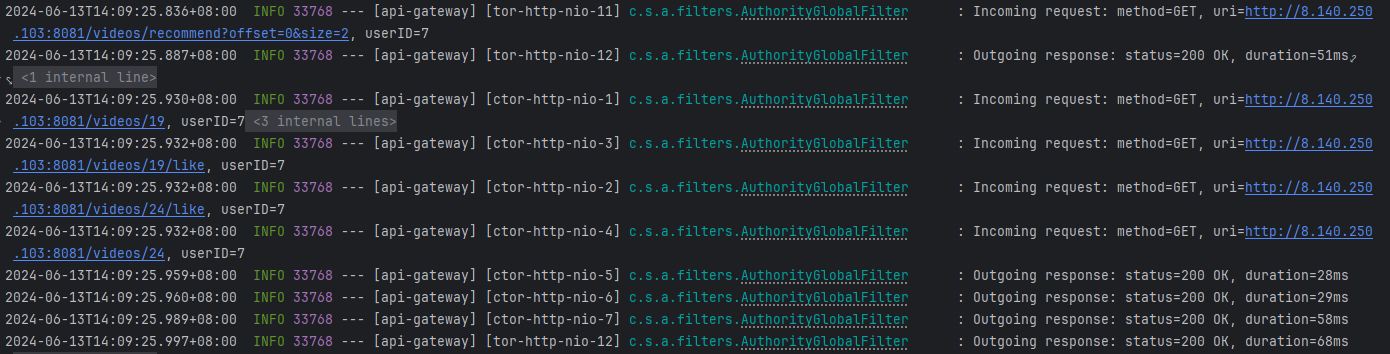 2024-06-13T14:09:25.836+08:00  INFO 33768 --- [api-gateway] [tor-http-nio-11] c.s.a.filters.AuthorityGlobalFilter      : Incoming request: method=GET, uri=http://8.140.250
.103:8081/videos/recommend?offset=0&size=2, userID=7
2024-06-13T14:09:25.887+08:00  INFO 33768 --- [api-gateway] [tor-http-nio-12] c.s.a.filters.AuthorityGlobalFilter      : Outgoing response: status=200 OK, duration=51ms
<1 internal line>
2024-06-13T14:09:25.930+08:00  INFO 33768 --- [api-gateway] [ctor-http-nio-1] c.s.a.filters.AuthorityGlobalFilter      : Incoming request: method=GET, uri=http://8.140.250
.103:8081/videos/19, userID=7 <3 internal lines>
2024-06-13T14:09:25.932+08:00  INFO 33768 --- [api-gateway] [ctor-http-nio-3] c.s.a.filters.AuthorityGlobalFilter      : Incoming request: method=GET, uri=http://8.140.250
.103:8081/videos/19/like, userID=7
2024-06-13T14:09:25.932+08:00  INFO 33768 --- [api-gateway] [ctor-http-nio-2] c.s.a.filters.AuthorityGlobalFilter      : Incoming request: method=GET, uri=http://8.140.250
.103:8081/videos/24/like, userID=7
2024-06-13T14:09:25.932+08:00  INFO 33768 --- [api-gateway] [ctor-http-nio-4] c.s.a.filters.AuthorityGlobalFilter      : Incoming request: method=GET, uri=http://8.140.250
.103:8081/videos/24, userID=7
2024-06-13T14:09:25.959+08:00  INFO 33768 --- [api-gateway] [ctor-http-nio-5] c.s.a.filters.AuthorityGlobalFilter      : Outgoing response: status=200 OK, duration=28ms
2024-06-13T14:09:25.960+08:00  INFO 33768 --- [api-gateway] [ctor-http-nio-6] c.s.a.filters.AuthorityGlobalFilter      : Outgoing response: status=200 OK, duration=29ms
2024-06-13T14:09:25.989+08:00  INFO 33768 --- [api-gateway] [ctor-http-nio-7] c.s.a.filters.AuthorityGlobalFilter      : Outgoing response: status=200 OK, duration=58ms
2024-06-13T14:09:25.997+08:00  INFO 33768 --- [api-gateway] [tor-http-nio-12] c.s.a.filters.AuthorityGlobalFilter      : Outgoing response: status=200 OK, duration=68ms